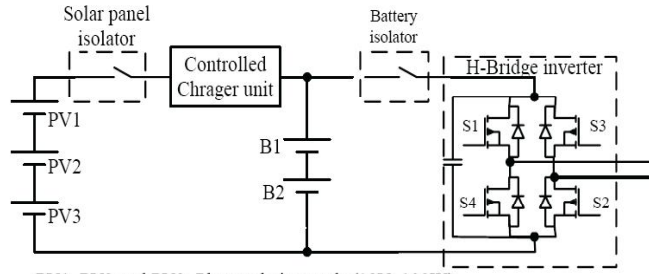 Solar panel
isolator
Battery
isolator
Controlled
Chrager unit
H-Bridge inverter
PV1
PV2
PV3
B1
B2
S1
S3
S4
S2